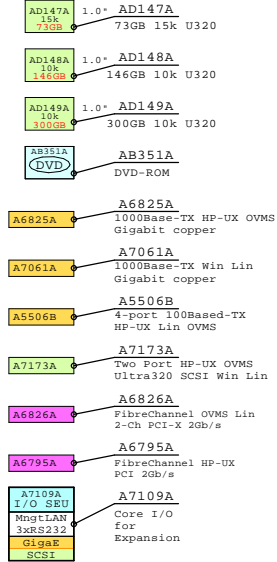 AD147A
15k
73GB
1.0" AD147A
73GB 15k U320
AD148A
10k
146GB
1.0" AD148A
146GB 10k U320
AD149A
10k
300GB
1.0" AD149A
300GB 10k U320
AB351A
DVD
AB351A
DVD-ROM
A6825A
A6825A
1000Base-TX HP-UX OVMS
Gigabit copper
A7061A
A7061A
1000Base-TX Win Lin
Gigabit copper
A5506B
A5506B
4-port 100Based-TX
HP-UX Lin OVMS
A7173A
A7173A
Two Port HP-UX OVMS
Ultra320 SCSI Win Lin
A6826A
A6826A
FibreChannel OVMS Lin
2-Ch PCI-X 2Gb/s
A6795A
A6795A
FibreChannel HP-UX
PCI 2Gb/s
A7109A
I/O SEU
MngtLAN
3xRS232
GigaE
SCSI
A7109A
Core I/O
for
Expansion